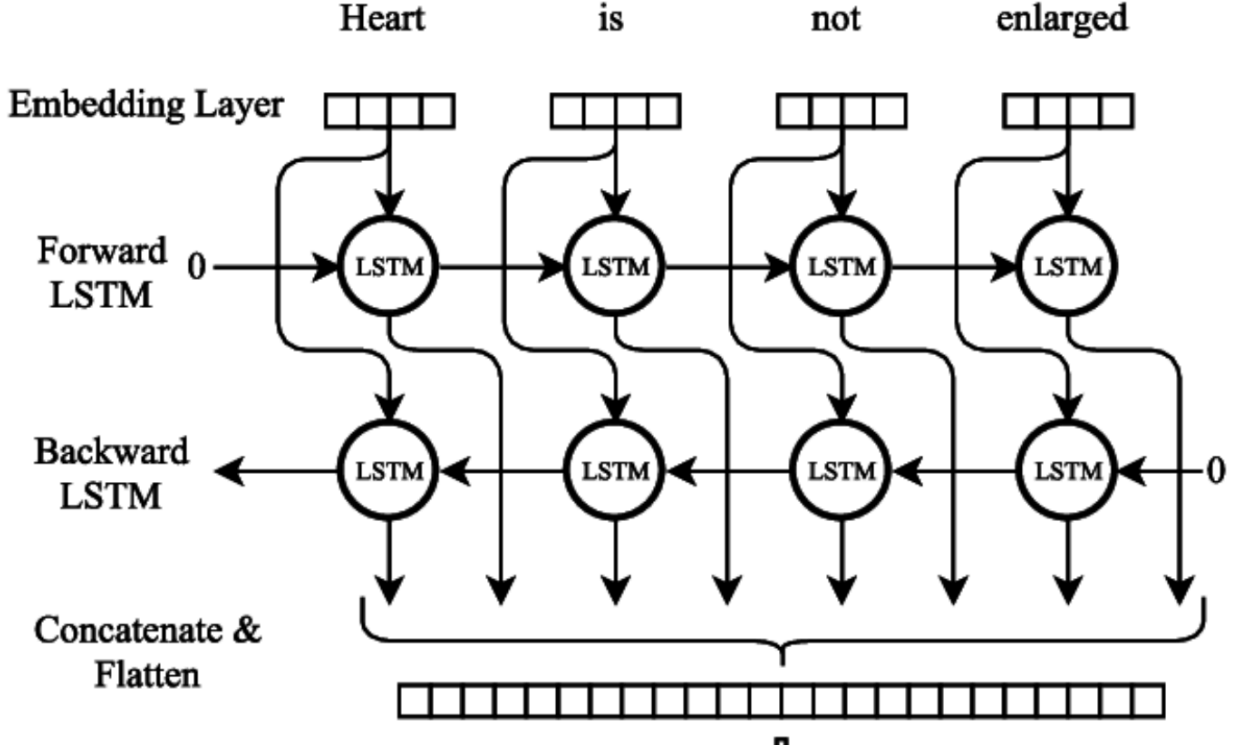 Heart is not enlarged
Embedding Layer
Forward
LSTM
0
LSTM LSTM LSTM LSTM
Backward
LSTM
LSTM LSTM LSTM LSTM
0
Concatenate &
Flatten